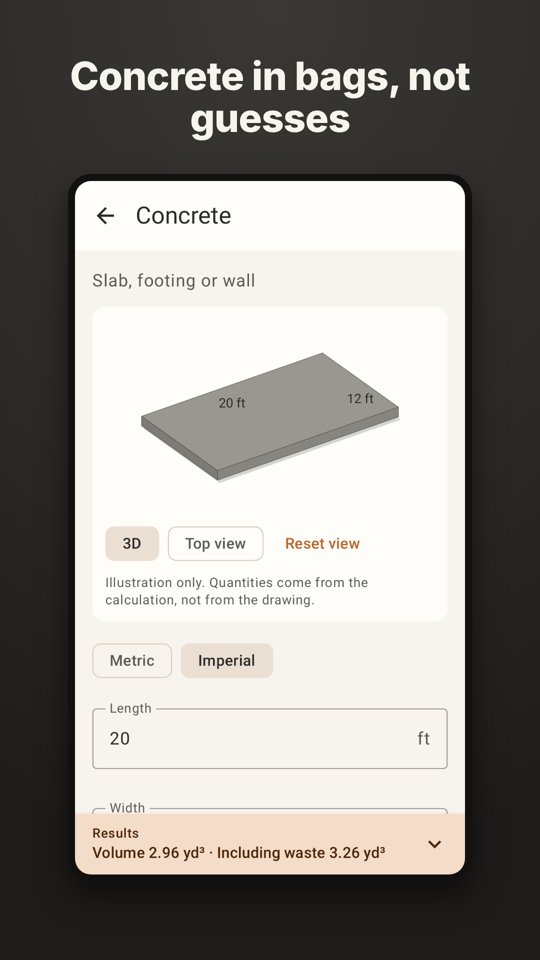 Concrete in bags, not
guesses
Concrete
Slab, footing or wall
20 ft
12 ft
3D
Top view
Reset view
Illustration only. Quantities come from the
calculation, not from the drawing.
Metric
Imperial
Length
20
ft
Width
Results
Volume 2.96 yd³ · Including waste 3.26 yd³